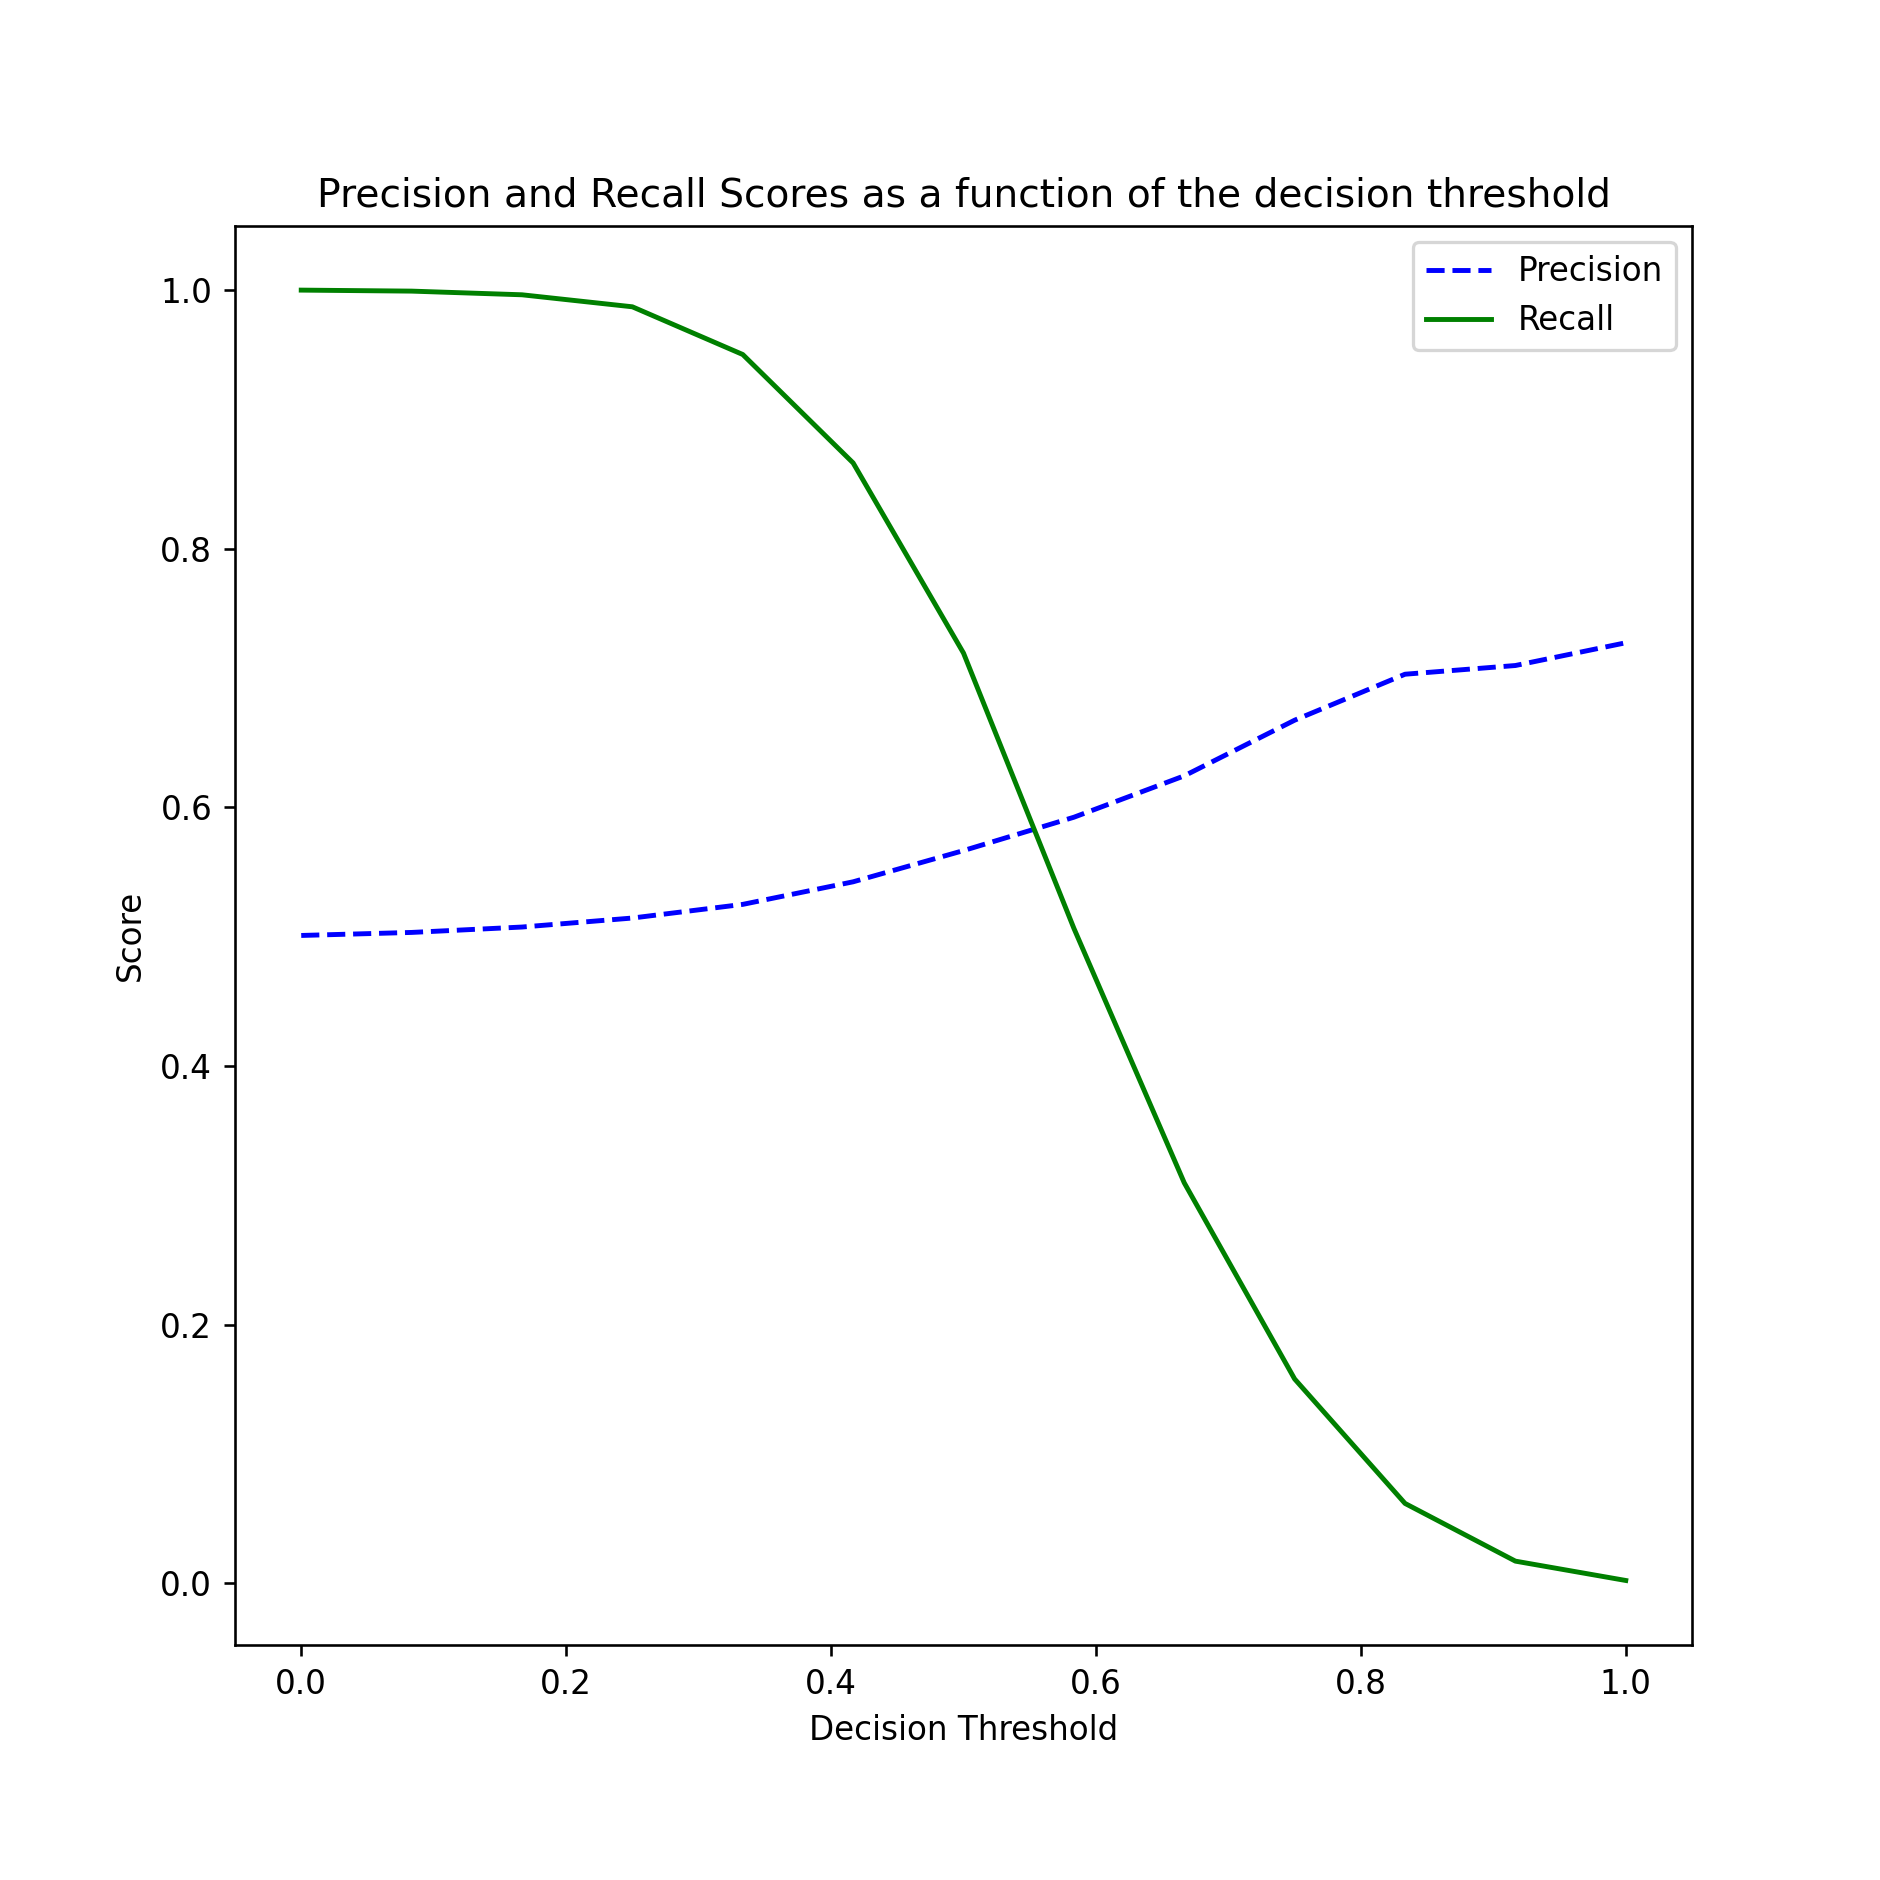 Precision and Recall Scores as a function of the decision threshold
Precision
Recall
1.0
0.8
0.6
0.4
0.2
0.0
Score
0.0 0.2 0.4 0.6 0.8 1.0
Decision Threshold